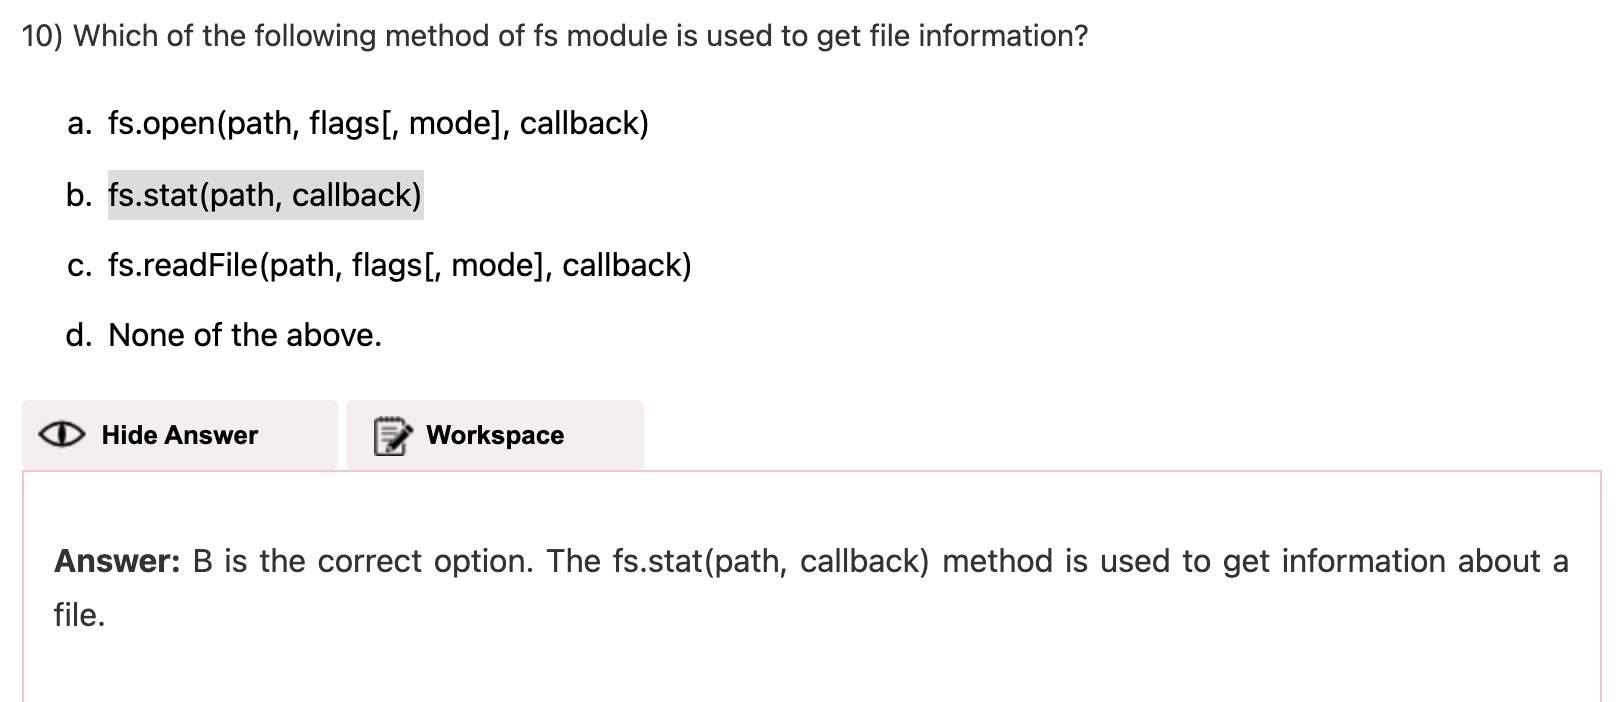 10) Which of the following method of fs module is used to get file information?
a. fs.open(path, flags[, mode], callback)
b. fs.stat(path, callback)
c. fs.readFile(path, flags[, mode], callback)
d. None of the above.
Hide Answer Workspace
Answer: B is the correct option. The fs.stat(path, callback) method is used to get information about a
file.